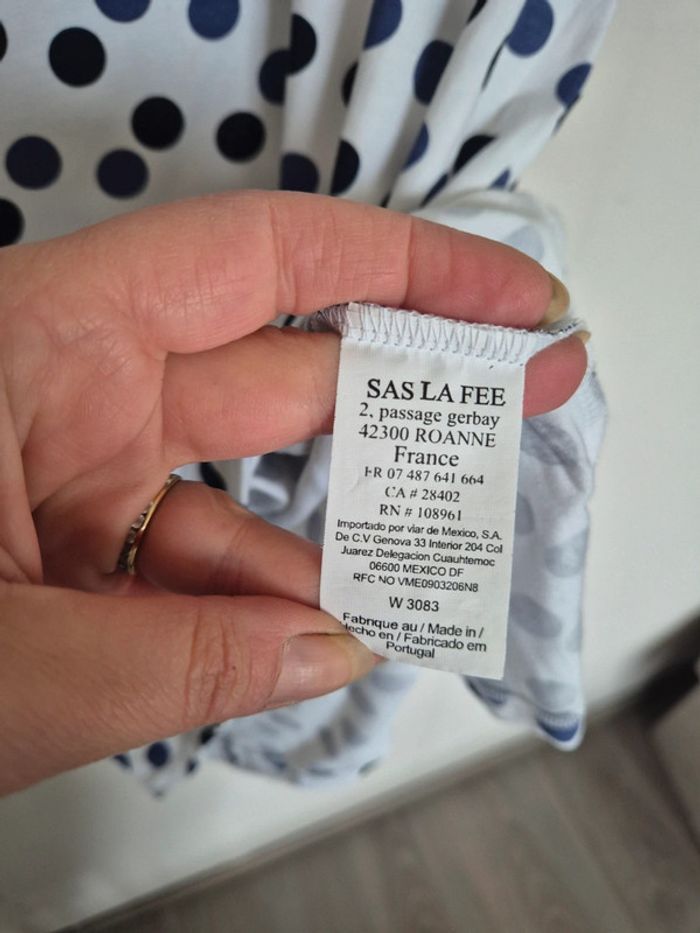 SAS LA FEE
2, passage gerbay
42300 ROANNE
France
FR 07 487 641 664
CA # 28402
RN # 108961
Importado por viar de Mexico, S.A.
De C.V Genova 33 Interior 204 Col
Juarez Delegacion Cuauhtemoc
06600 MEXICO DF
RFC NO VME0903206N8
W 3083
Fabrique au / Made in /
Hecho en / Fabricado em
Portugal